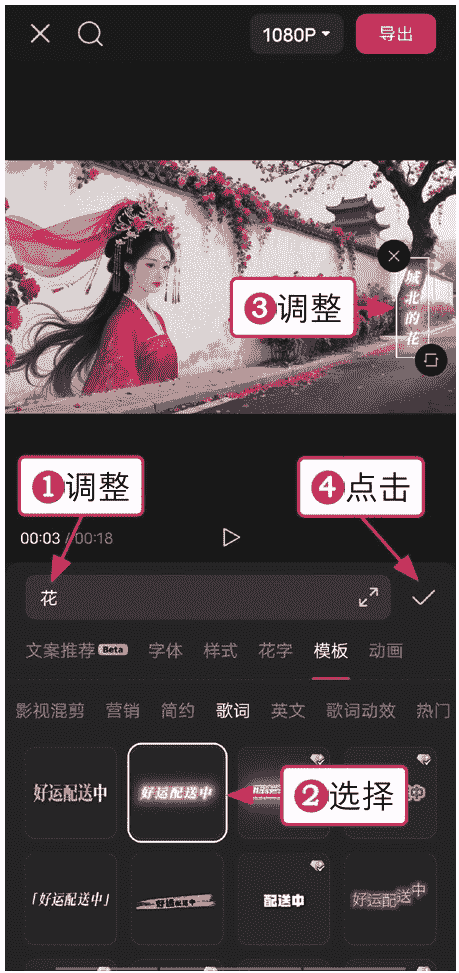 1080P
导出
城北的花
③调整
①调整
④点击
00:03 / 00:18
花
文案推荐 Beta 字体 样式 花字 模板 动画
影视混剪 营销 简约 歌词 英文 歌词动效 热门
好运配送中
好运配送中
②选择
「好运配送中」
好运配送中
配送中
好运配送中